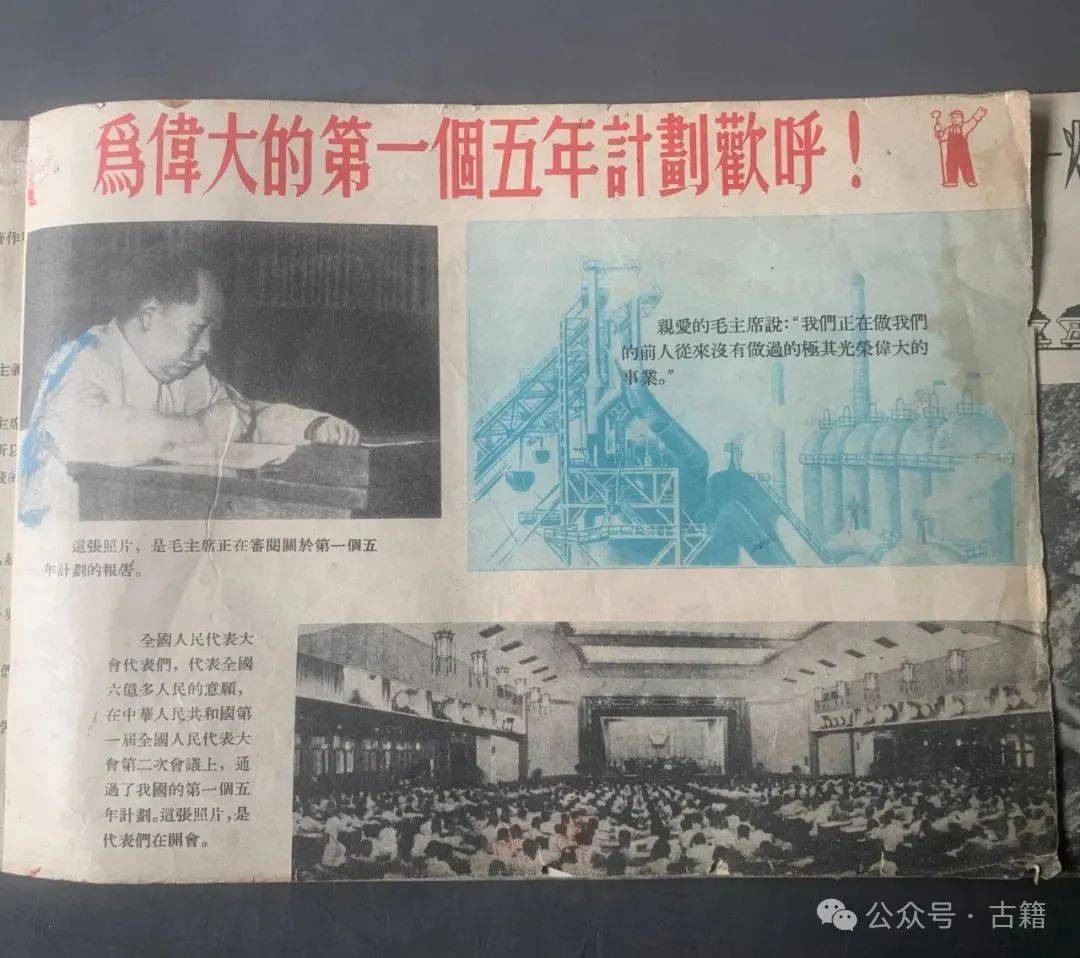 爲偉大的第一個五年計劃歡呼！
親愛的毛主席說：“我們正在做我們
的前人從來沒有做過的極其光榮偉大的
事業。”
這張照片，是毛主席正在審閱關於第一個五
年計劃的報告。
全國人民代表大
會代表們，代表全國
六億多人民的意願，
在中華人民共和國第
一屆全國人民代表大
會第二次會議上，通
過了我國的第一個五
年計劃。這張照片，是
代表們在開會。
公众号·古籍